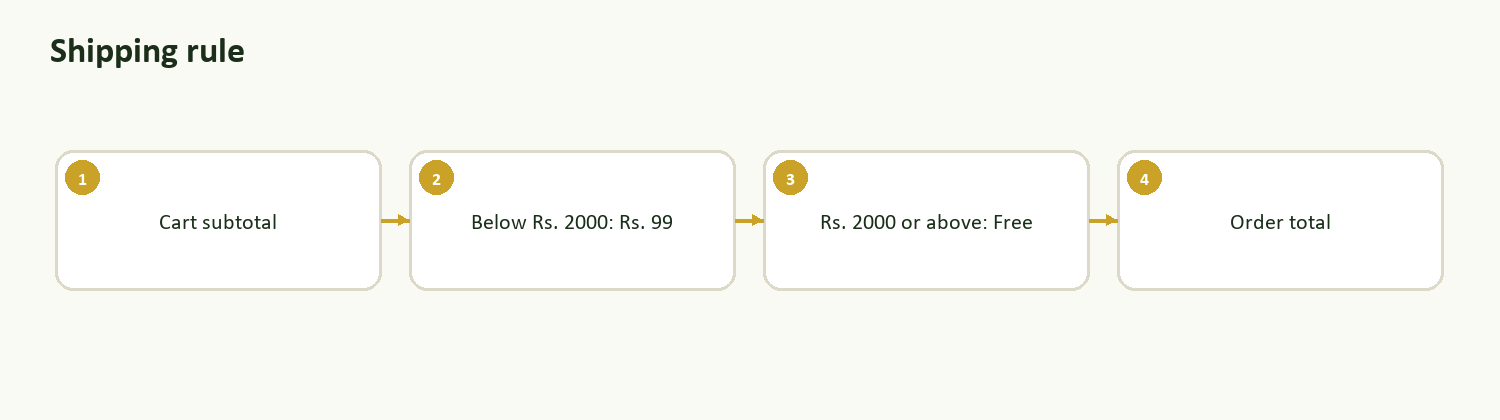 Shipping rule
1
Cart subtotal
2
Below Rs. 2000: Rs. 99
3
Rs. 2000 or above: Free
4
Order total